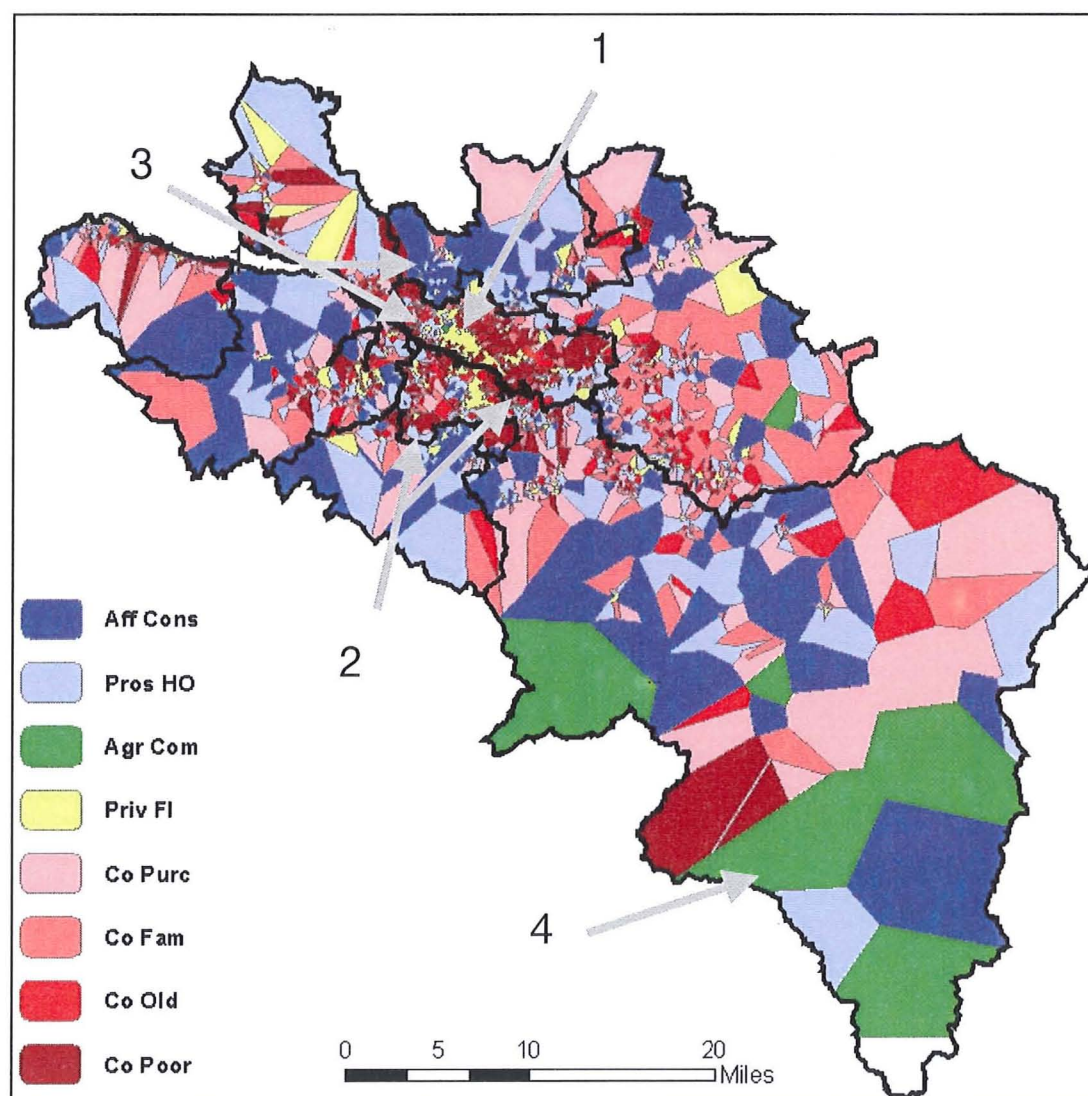 1
3
2
4
Aff Cons
Pros HO
Agr Com
Priv Fl
Co Purc
Co Fam
Co Old
Co Poor
0 5 10 20
Miles